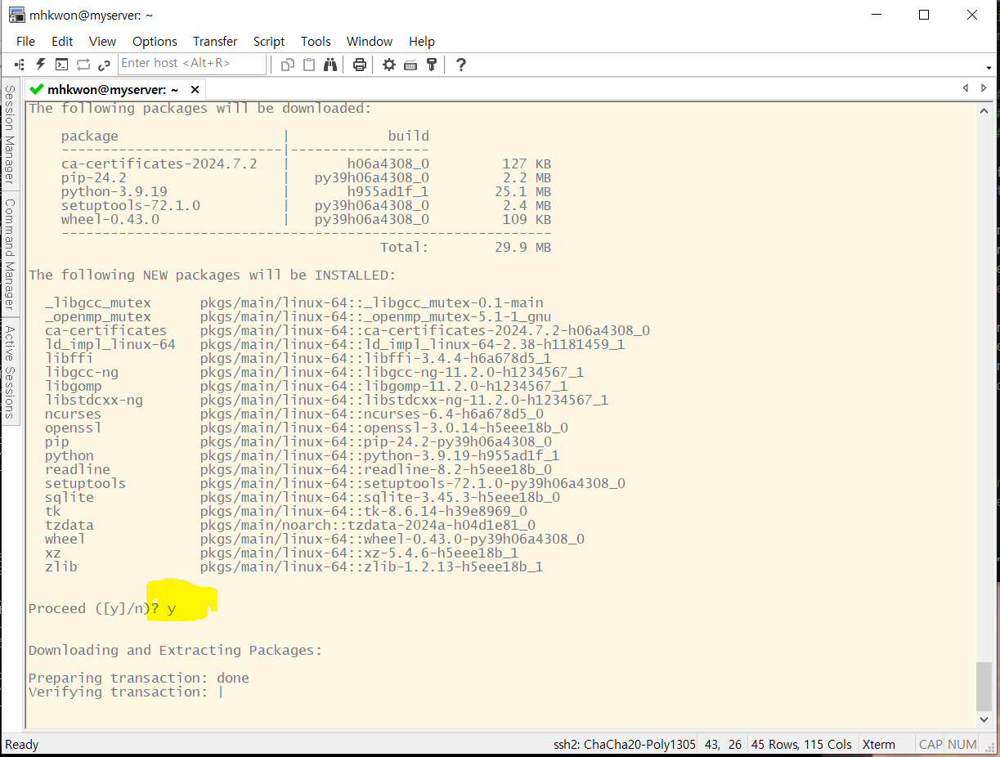 mhkwon@myserver: ~
File Edit View Options Transfer Script Tools Window Help
Enter host <Alt+R>
mhkwon@myserver: ~
Session Manager
Command Manager
Active Sessions
The following packages will be downloaded:
package | build
---------------------------|-----------------
ca-certificates-2024.7.2 | h06a4308_0 127 KB
pip-24.2 | py39h06a4308_0 2.2 MB
python-3.9.19 | h955ad1f_1 25.1 MB
setuptools-72.1.0 | py39h06a4308_0 2.4 MB
wheel-0.43.0 | py39h06a4308_0 109 KB
------------------------------------------------------------
Total: 29.9 MB
The following NEW packages will be INSTALLED:
_libgcc_mutex pkgs/main/linux-64::_libgcc_mutex-0.1-main
_openmp_mutex pkgs/main/linux-64::_openmp_mutex-5.1-1_gnu
ca-certificates pkgs/main/linux-64::ca-certificates-2024.7.2-h06a4308_0
ld_impl_linux-64 pkgs/main/linux-64::ld_impl_linux-64-2.38-h1181459_1
libffi pkgs/main/linux-64::libffi-3.4.4-h6a678d5_1
libgcc-ng pkgs/main/linux-64::libgcc-ng-11.2.0-h1234567_1
libgomp pkgs/main/linux-64::libgomp-11.2.0-h1234567_1
libstdcxx-ng pkgs/main/linux-64::libstdcxx-ng-11.2.0-h1234567_1
ncurses pkgs/main/linux-64::ncurses-6.4-h6a678d5_0
openssl pkgs/main/linux-64::openssl-3.0.14-h5eee18b_0
pip pkgs/main/linux-64::pip-24.2-py39h06a4308_0
python pkgs/main/linux-64::python-3.9.19-h955ad1f_1
readline pkgs/main/linux-64::readline-8.2-h5eee18b_0
setuptools pkgs/main/linux-64::setuptools-72.1.0-py39h06a4308_0
sqlite pkgs/main/linux-64::sqlite-3.45.3-h5eee18b_0
tk pkgs/main/linux-64::tk-8.6.14-h39e8969_0
tzdata pkgs/main/noarch::tzdata-2024a-h04d1e81_0
wheel pkgs/main/linux-64::wheel-0.43.0-py39h06a4308_0
xz pkgs/main/linux-64::xz-5.4.6-h5eee18b_1
zlib pkgs/main/linux-64::zlib-1.2.13-h5eee18b_1
Proceed ([y]/n)? y
Downloading and Extracting Packages:
Preparing transaction: done
Verifying transaction: |
Ready ssh2: ChaCha20-Poly1305 43, 26 45 Rows, 115 Cols Xterm CAP NUM